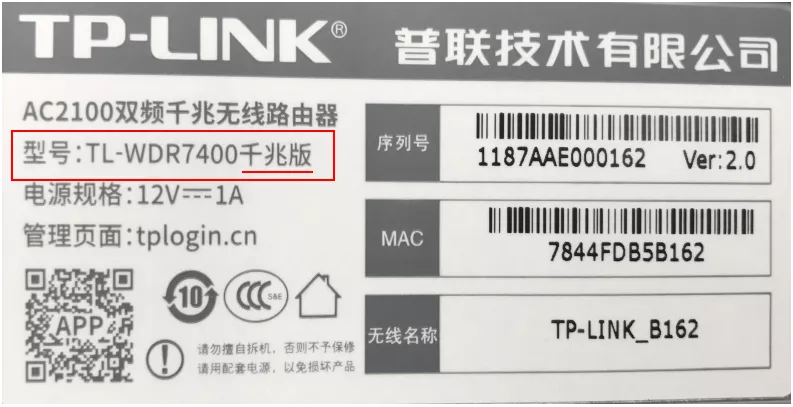 TP-LINK®
普联技术有限公司
AC2100双频千兆无线路由器
型号:TL-WDR7400千兆版
电源规格:12V⎓1A
管理页面:tplogin.cn
APP
10
CCC S&E
请勿擅自拆机，否则不予保修
请用配套电源，以免损坏产品
序列号
1187AAE000162 Ver:2.0
MAC
7844FDB5B162
无线名称
TP-LINK_B162